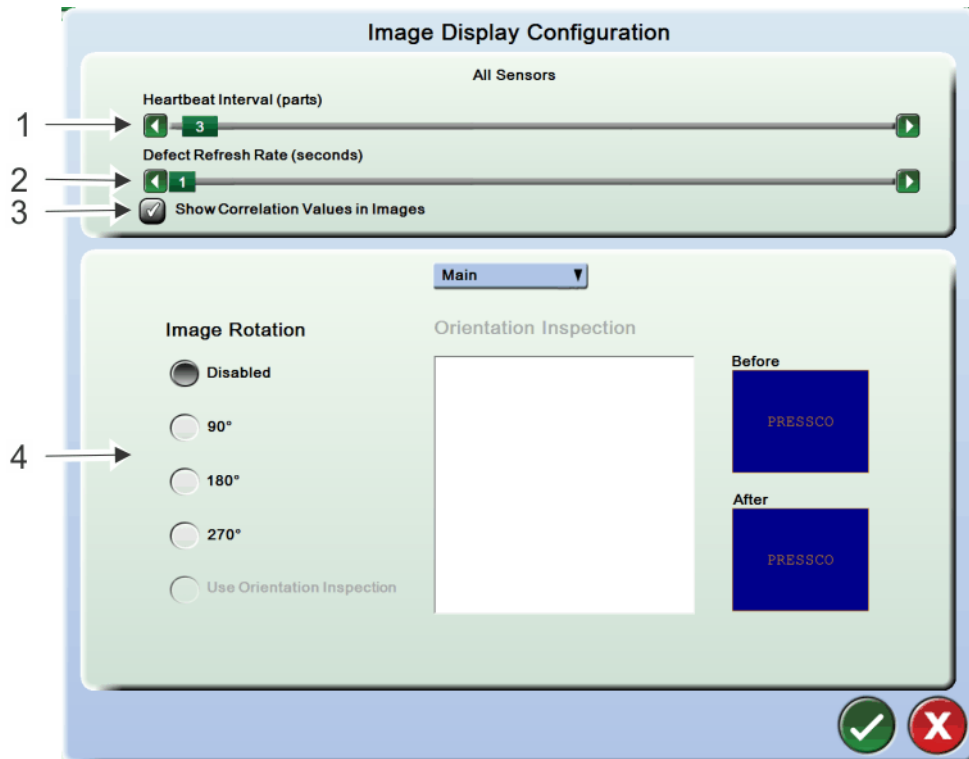 Image Display Configuration
All Sensors
Heartbeat Interval (parts)
1
3
Defect Refresh Rate (seconds)
2
1
3
Show Correlation Values in Images
Main
Image Rotation
Orientation Inspection
Disabled
Before
90°
PRESSCO
4
180°
After
270°
PRESSCO
Use Orientation Inspection